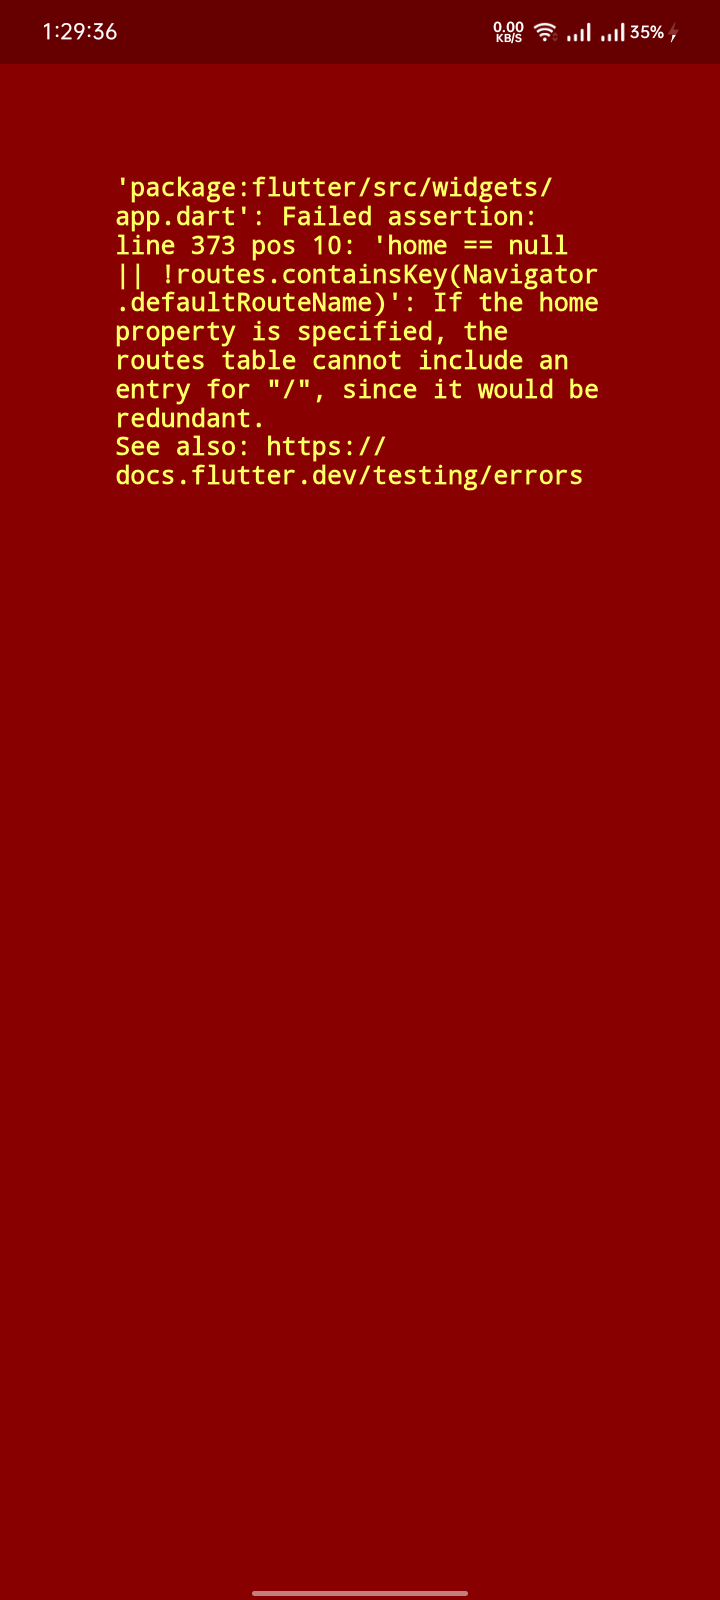 1:29:36
0.00
KB/S
35%
'package:flutter/src/widgets/
app.dart': Failed assertion:
line 373 pos 10: 'home == null
|| !routes.containsKey(Navigator
.defaultRouteName)': If the home
property is specified, the
routes table cannot include an
entry for "/", since it would be
redundant.
See also: https://
docs.flutter.dev/testing/errors